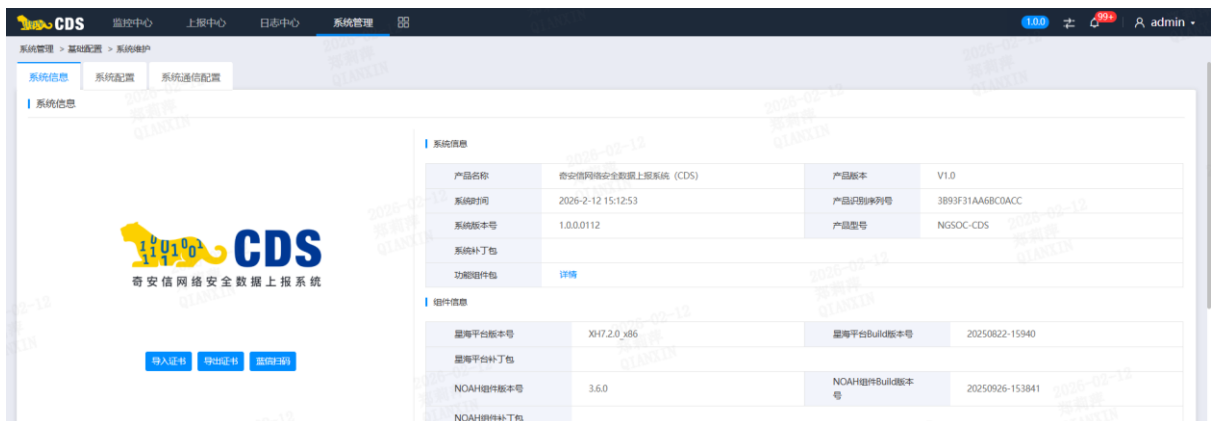 CDS 监控中心 上报中心 日志中心 系统管理 1.0.0 99+ admin
系统管理 > 基础配置 > 系统维护
系统信息 系统配置 系统通信配置
系统信息
系统信息
产品名称 奇安信网络安全数据上报系统 (CDS) 产品版本 V1.0
系统时间 2026-2-12 15:12:53 产品识别序列号 3B93F31AA6BC0ACC
系统版本号 1.0.0.0112 产品型号 NGSOC-CDS
系统补丁包
功能组件包 详情
CDS
奇安信网络安全数据上报系统
导入证书 导出证书 蓝信扫码
组件信息
星海平台版本号 XH7.2.0_x86 星海平台Build版本号 20250822-15940
星海平台补丁包
NOAH组件版本号 3.6.0 NOAH组件Build版本号 20250926-153841
NOAH组件补丁包
2026-02-12
QIANXIN